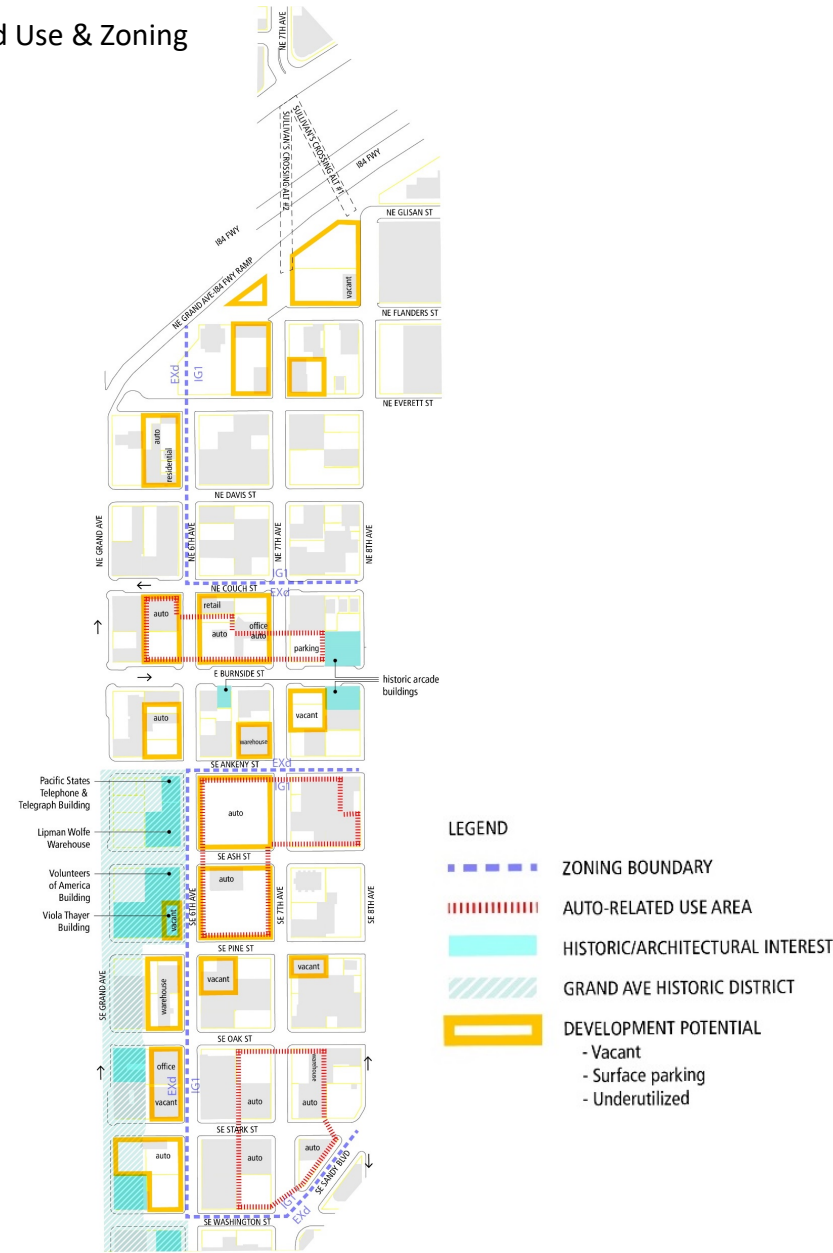 d Use & Zoning
NE 7TH AVE
SULLIVAN'S CROSSING ALT #1
SULLIVAN'S CROSSING ALT #2
I84 FWY
NE GLISAN ST
I84 FWY
NE GRAND AVE-I84 FWY RAMP
vacant
NE FLANDERS ST
EXd
IG1
NE EVERETT ST
auto
residential
NE DAVIS ST
NE GRAND AVE
NE 6TH AVE
NE 7TH AVE
NE 8TH AVE
IG1
NE COUCH ST
EXd
auto
retail
office
auto
auto
parking
E BURNSIDE ST
historic arcade
buildings
auto
vacant
warehouse
SE ANKENY ST
EXd
IG1
Pacific States
Telephone &
Telegraph Building
auto
Lipman Wolfe
Warehouse
SE ASH ST
Volunteers
of America
Building
auto
Viola Thayer
Building
vacant
SE 6TH AVE
SE 7TH AVE
SE 8TH AVE
SE PINE ST
SE GRAND AVE
warehouse
vacant
vacant
SE OAK ST
office
vacant
EXd
IG1
auto
warehouse
auto
SE STARK ST
auto
auto
auto
SE SANDY BLVD
IG1
EXd
SE WASHINGTON ST
LEGEND
ZONING BOUNDARY
AUTO-RELATED USE AREA
HISTORIC/ARCHITECTURAL INTEREST
GRAND AVE HISTORIC DISTRICT
DEVELOPMENT POTENTIAL
- Vacant
- Surface parking
- Underutilized